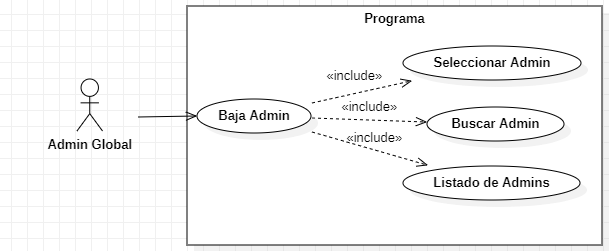 Programa
Seleccionar Admin
«include»
Baja Admin
«include»
Buscar Admin
«include»
Admin Global
Listado de Admins